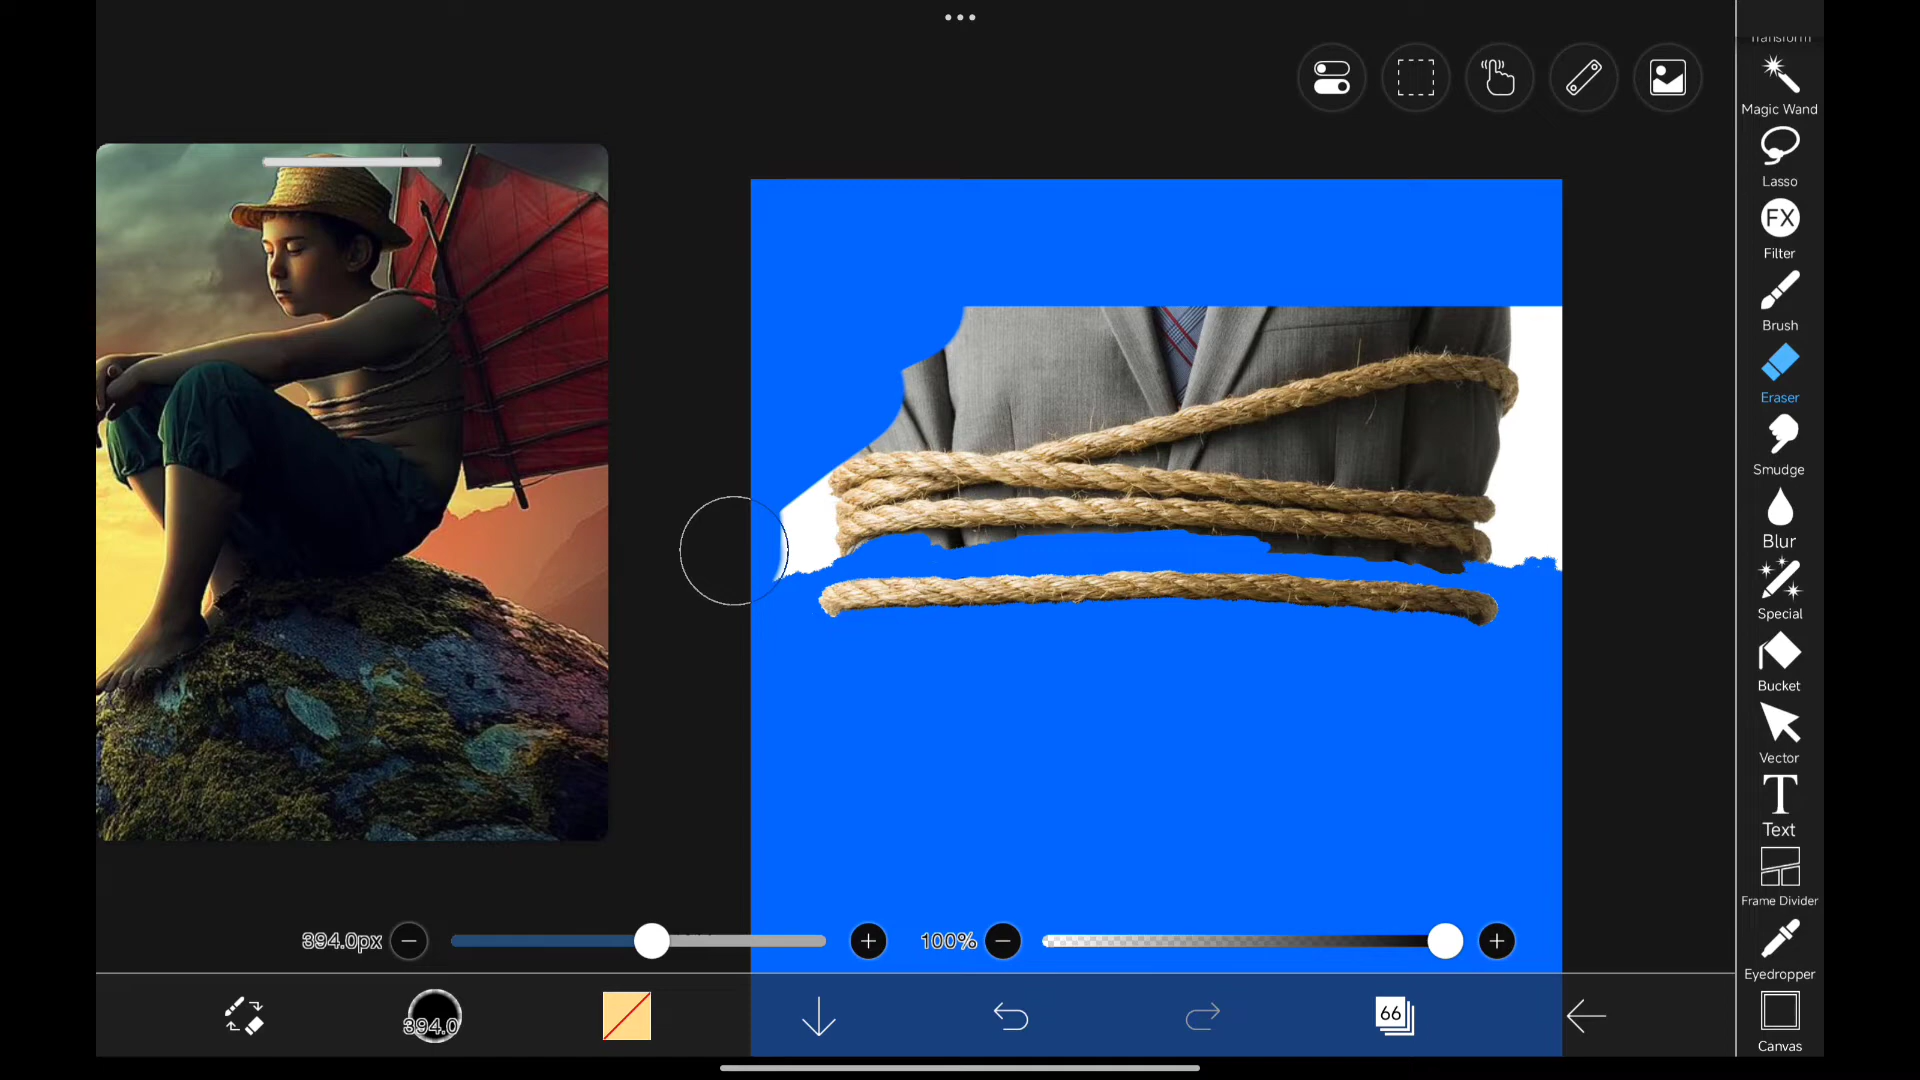 Transform
Magic Wand
Lasso
FX
Filter
Brush
Eraser
Smudge
Blur
Special
Bucket
Vector
T
Text
Frame Divider
Eyedropper
Canvas
394.0px
100%
394.0
66